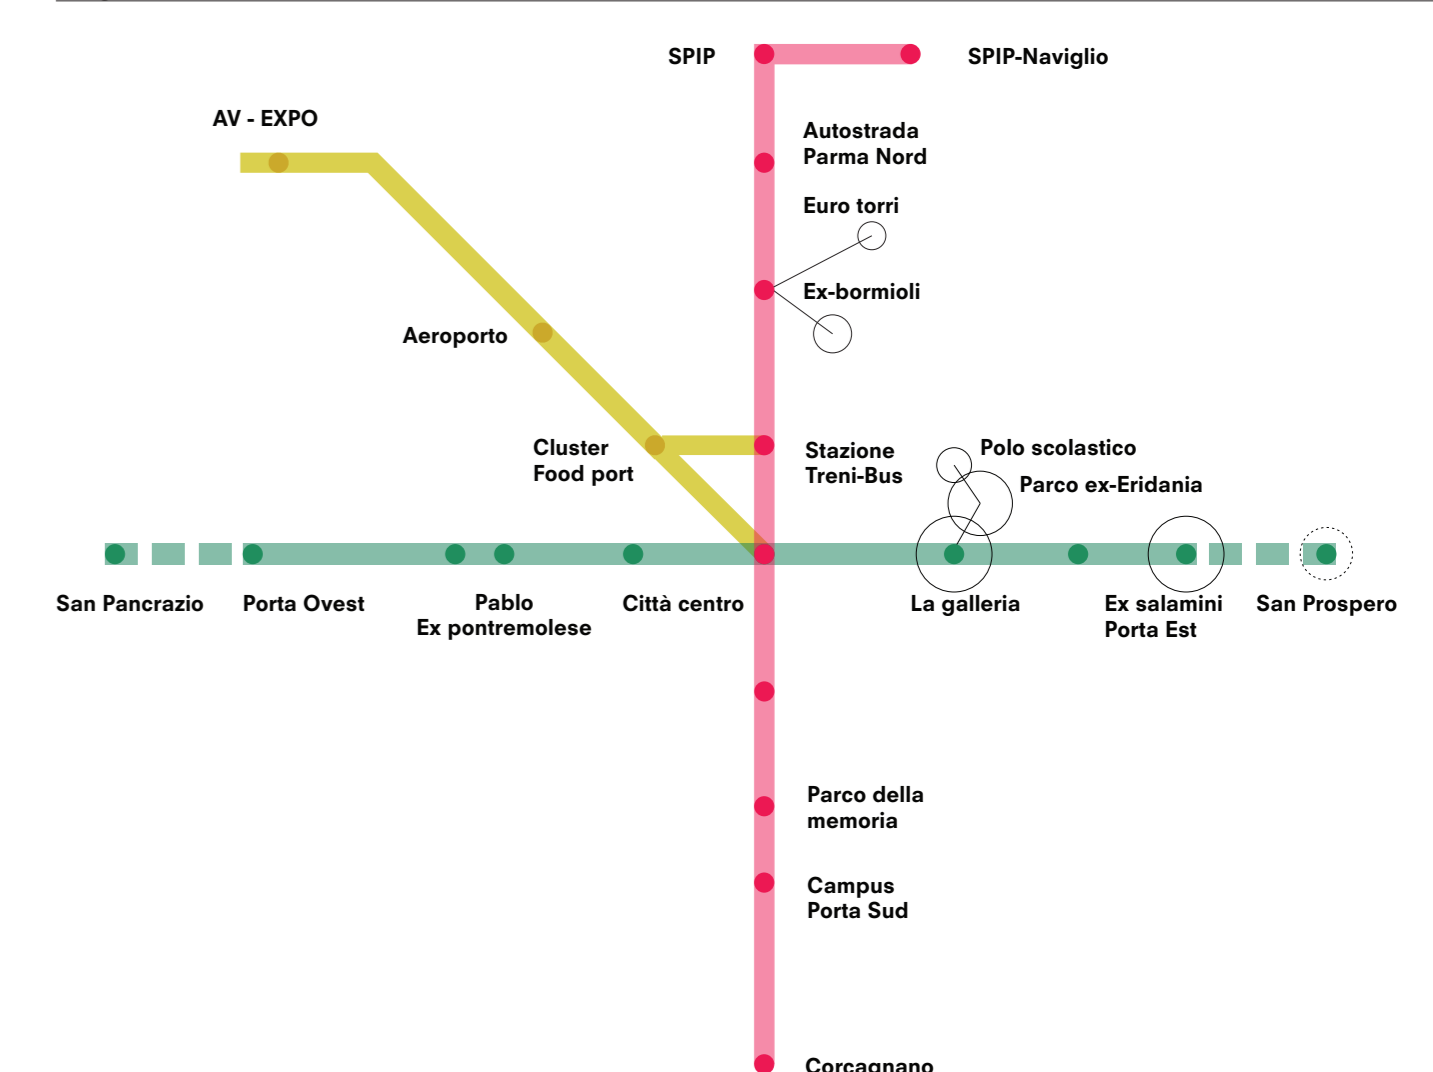 SPIP
SPIP-Naviglio
AV - EXPO
Autostrada
Parma Nord
Euro torri
Ex-bormioli
Aeroporto
Cluster
Food port
Stazione
Treni-Bus
Polo scolastico
Parco ex-Eridania
San Pancrazio
Porta Ovest
Pablo
Ex pontremolese
Città centro
La galleria
Ex salamini
Porta Est
San Prospero
Parco della
memoria
Campus
Porta Sud
Corcagnano